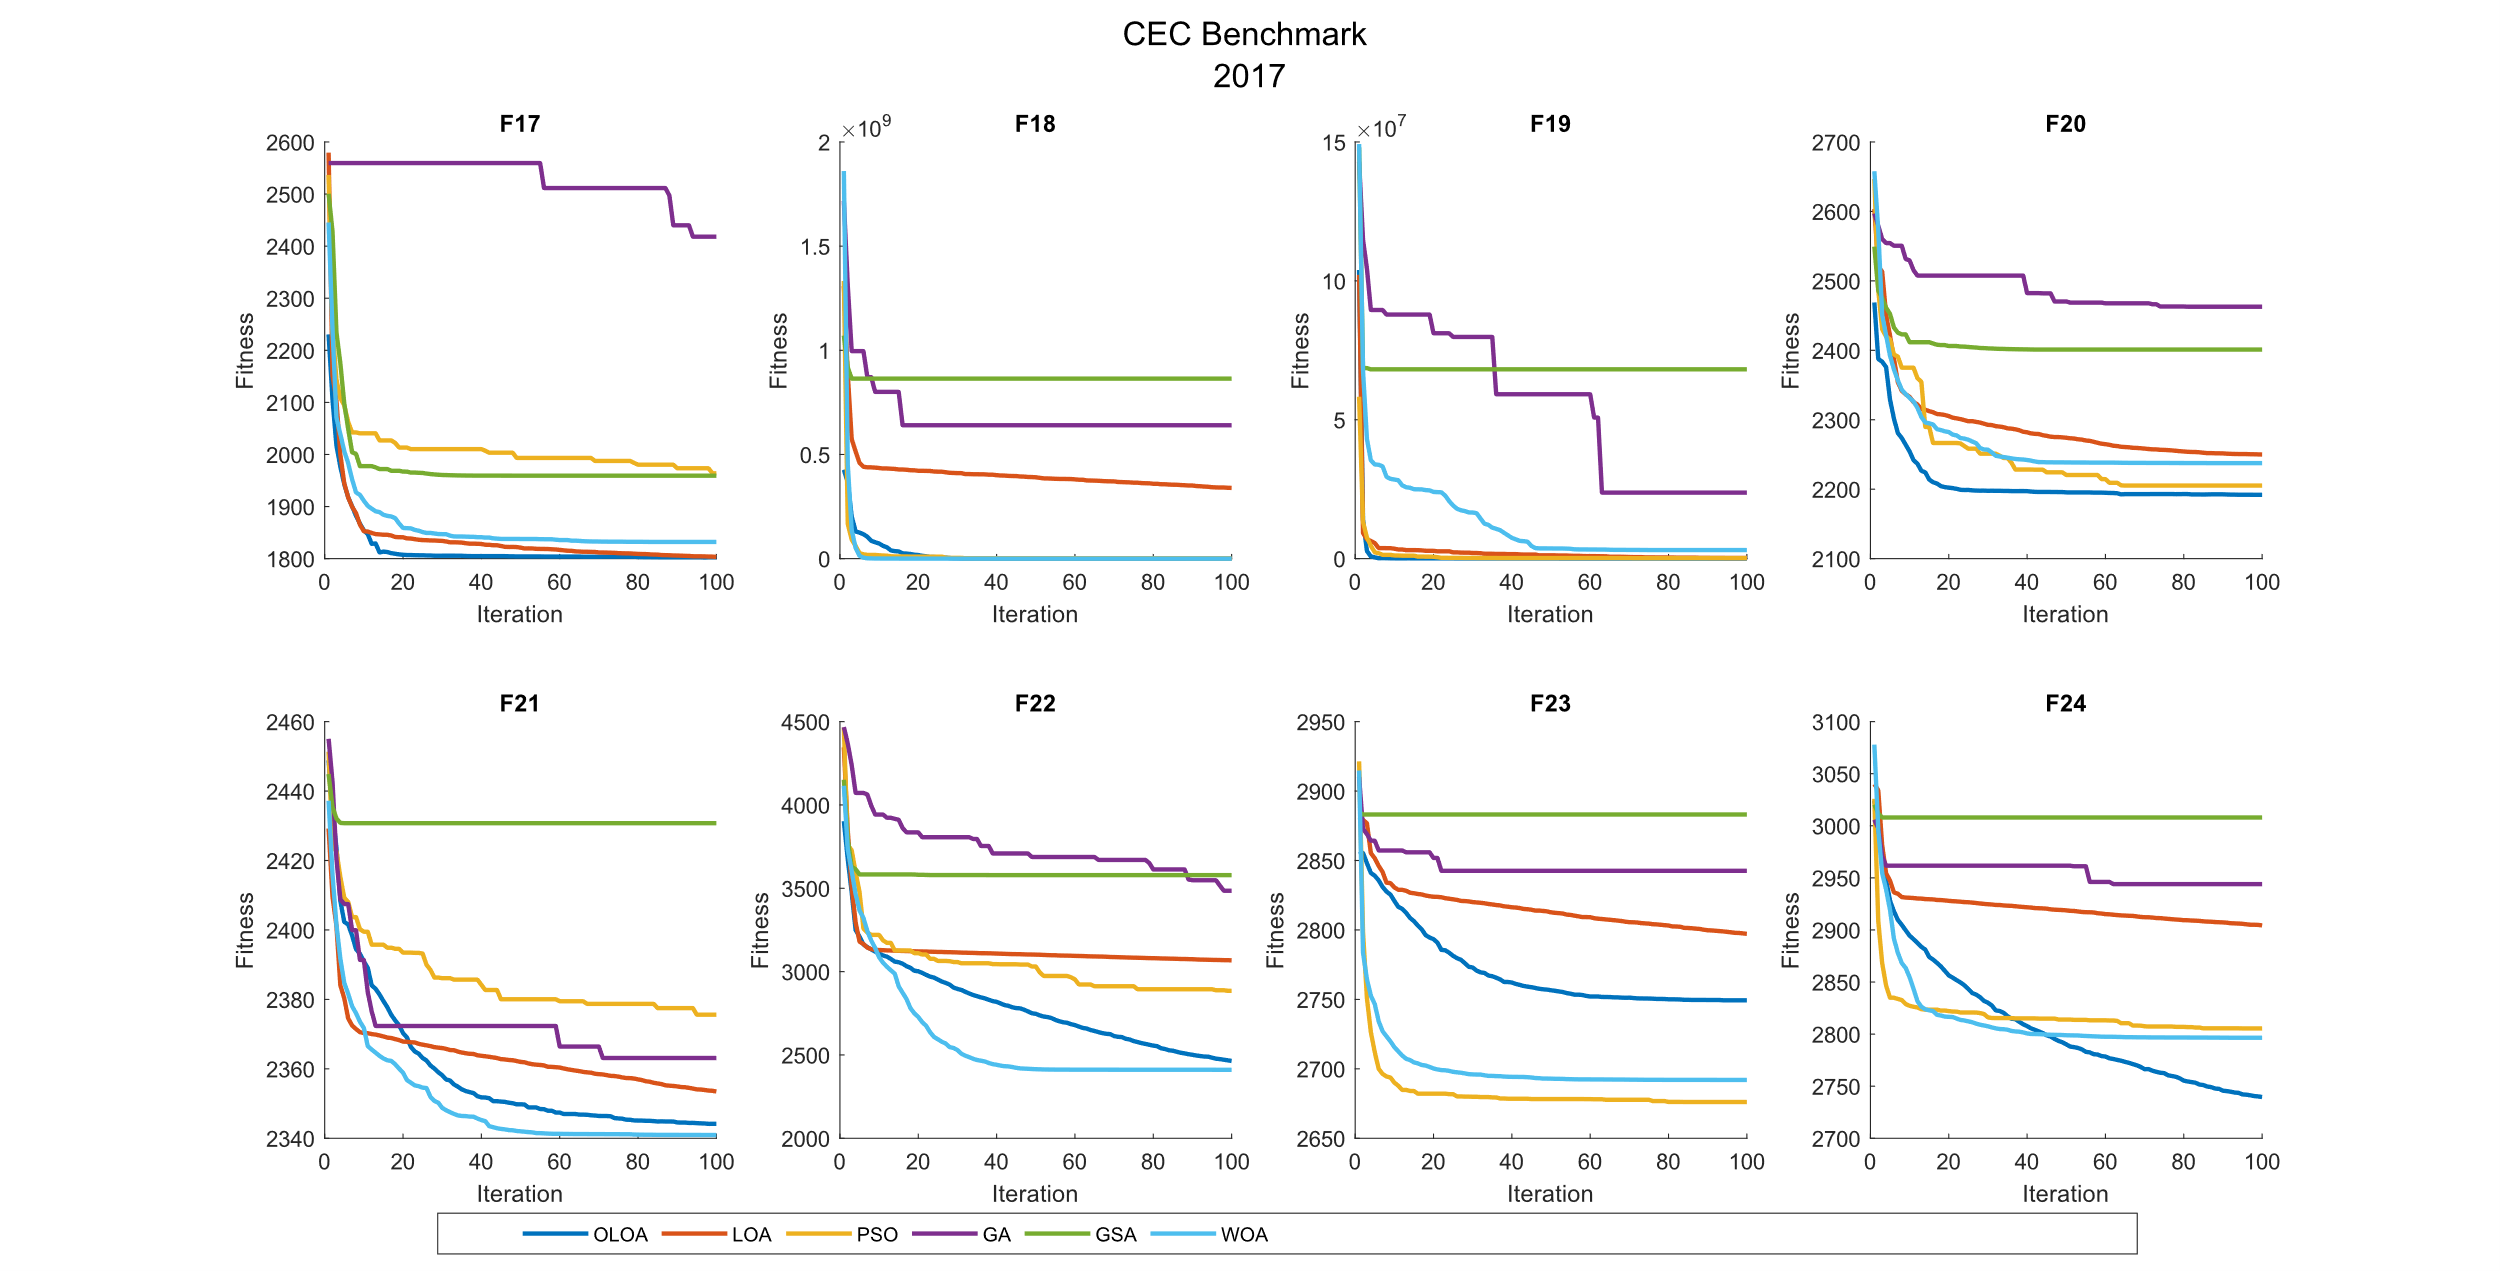 CEC Benchmark
2017
F17
F18
F19
F20
×10⁹
×10⁷
2600
2500
2400
2300
2200
2100
2000
1900
1800
Fitness
0 20 40 60 80 100
Iteration
2
1.5
1
0.5
0
Fitness
0 20 40 60 80 100
Iteration
15
10
5
0
Fitness
0 20 40 60 80 100
Iteration
2700
2600
2500
2400
2300
2200
2100
Fitness
0 20 40 60 80 100
Iteration
F21
2460
2440
2420
2400
2380
2360
2340
Fitness
0 20 40 60 80 100
Iteration
F22
4500
4000
3500
3000
2500
2000
Fitness
0 20 40 60 80 100
Iteration
F23
2950
2900
2850
2800
2750
2700
2650
Fitness
0 20 40 60 80 100
Iteration
F24
3100
3050
3000
2950
2900
2850
2800
2750
2700
Fitness
0 20 40 60 80 100
Iteration
OLOA LOA PSO GA GSA WOA